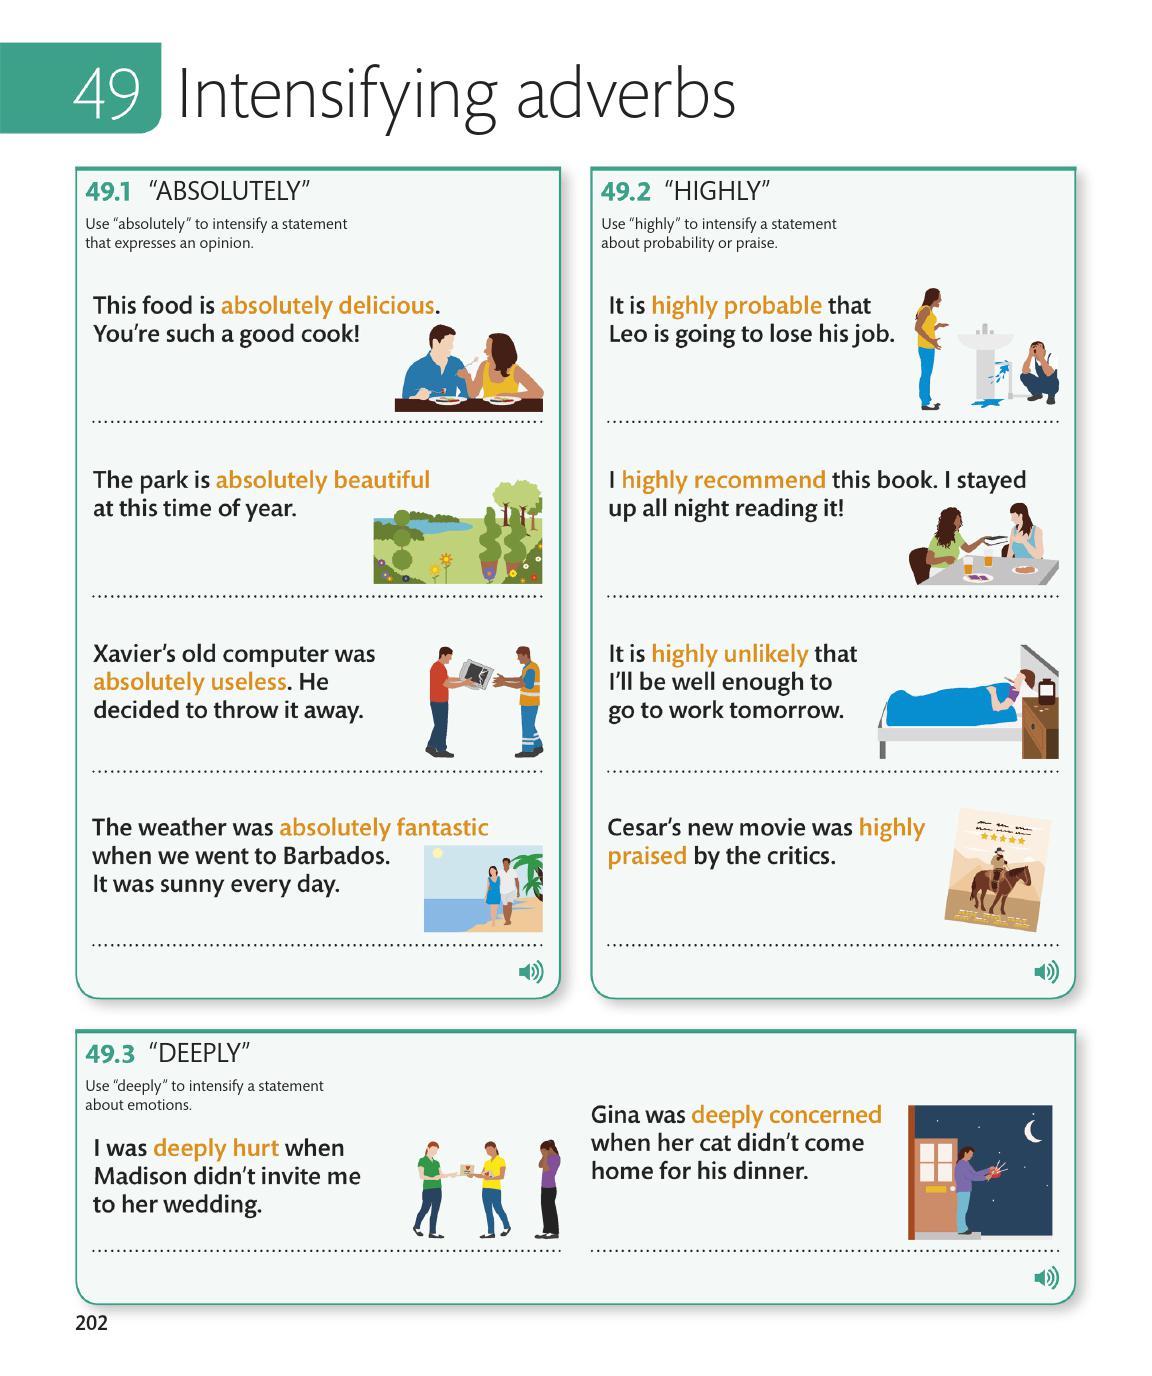 49 Intensifying adverbs
49.1 “ABSOLUTELY”
Use “absolutely” to intensify a statement
that expresses an opinion.
This food is absolutely delicious.
You’re such a good cook!
The park is absolutely beautiful
at this time of year.
Xavier’s old computer was
absolutely useless. He
decided to throw it away.
The weather was absolutely fantastic
when we went to Barbados.
It was sunny every day.
49.2 “HIGHLY”
Use “highly” to intensify a statement
about probability or praise.
It is highly probable that
Leo is going to lose his job.
I highly recommend this book. I stayed
up all night reading it!
It is highly unlikely that
I’ll be well enough to
go to work tomorrow.
Cesar’s new movie was highly
praised by the critics.
49.3 “DEEPLY”
Use “deeply” to intensify a statement
about emotions.
I was deeply hurt when
Madison didn’t invite me
to her wedding.
Gina was deeply concerned
when her cat didn’t come
home for his dinner.
202